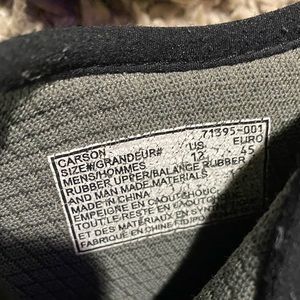 71395-001
CARSON US EURO
SIZE#/GRANDEUR# 12 45
MENS/HOMMES
RUBBER UPPER/BALANCE RUBBER
AND MAN MADE MATERIALS
MADE IN CHINA
EMPEIGNE EN CAOUTCHOUC
TOUT-LE-RESTE EN CAOUTCHOUC
ET DES MATERIAUX EN
FABRIQUE EN CHINE